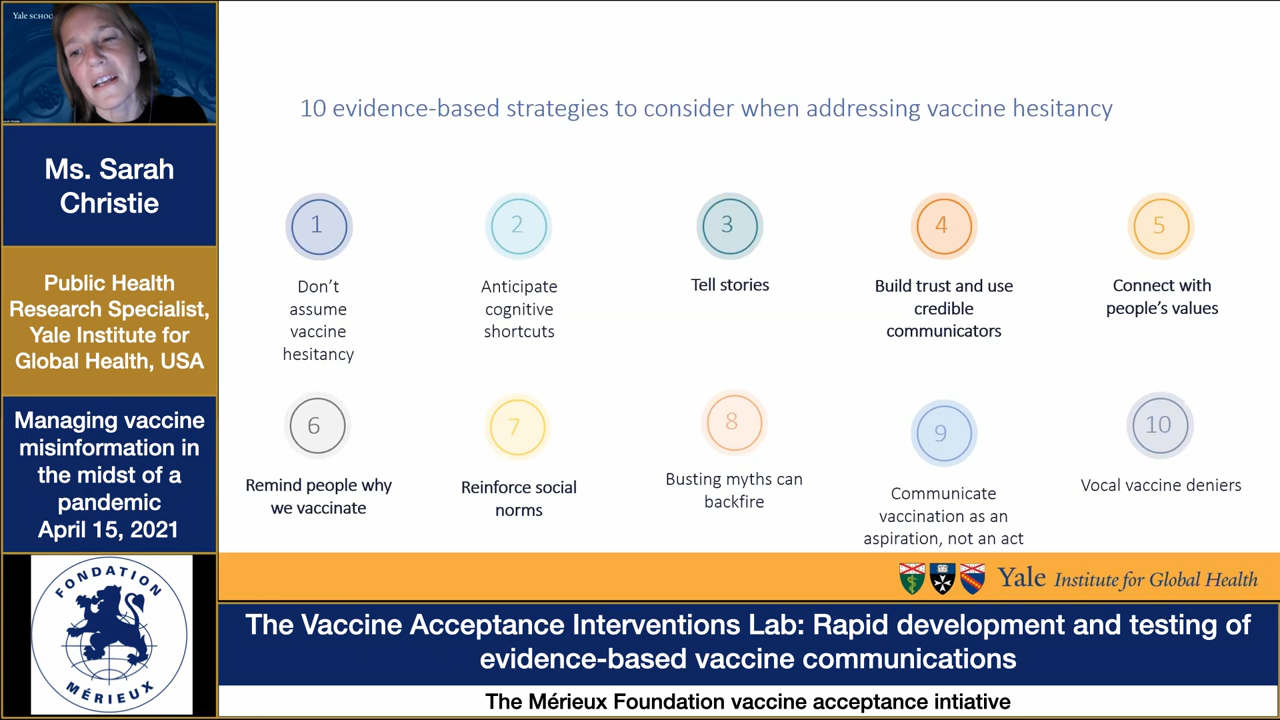 Yale SCHOO
Ms. Sarah
Christie
Public Health
Research Specialist,
Yale Institute for
Global Health, USA
Managing vaccine
misinformation in
the midst of a
pandemic
April 15, 2021
FONDATION
MÉRIEUX
10 evidence-based strategies to consider when addressing vaccine hesitancy
1
Don’t
assume
vaccine
hesitancy
2
Anticipate
cognitive
shortcuts
3
Tell stories
4
Build trust and use
credible
communicators
5
Connect with
people’s values
6
Remind people why
we vaccinate
7
Reinforce social
norms
8
Busting myths can
backfire
9
Communicate
vaccination as an
aspiration, not an act
10
Vocal vaccine deniers
Yale Institute for Global Health
The Vaccine Acceptance Interventions Lab: Rapid development and testing of
evidence-based vaccine communications
The Mérieux Foundation vaccine acceptance intiative